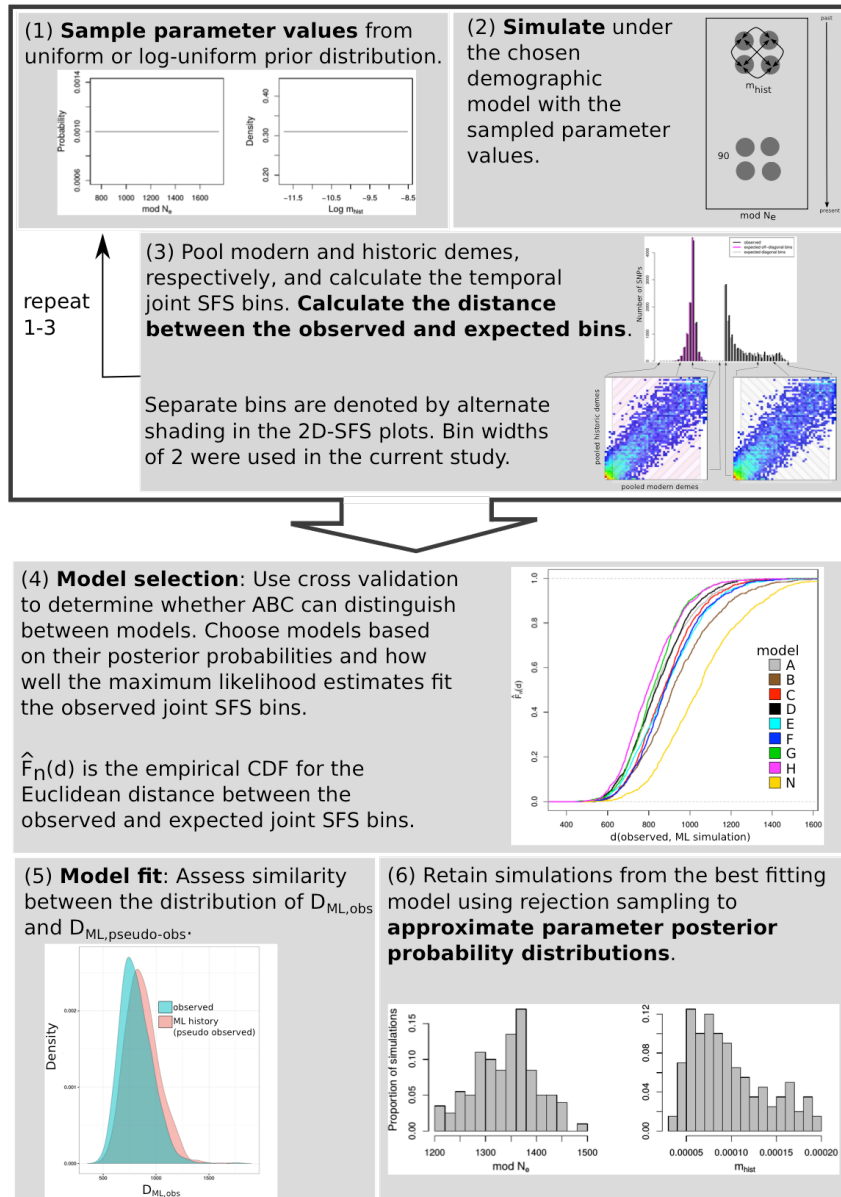 (1) Sample parameter values from
uniform or log-uniform prior distribution.
Probability
0.0006 0.0010 0.0014
800 1000 1200 1400 1600
mod Ne
Density
0.20 0.30 0.40
-11.5 -10.5 -9.5 -8.5
Log mhist
(2) Simulate under
the chosen
demographic
model with the
sampled parameter
values.
past
mhist
90
mod Ne
present
repeat
1-3
(3) Pool modern and historic demes,
respectively, and calculate the temporal
joint SFS bins. Calculate the distance
between the observed and expected bins.
Separate bins are denoted by alternate
shading in the 2D-SFS plots. Bin widths
of 2 were used in the current study.
observed
expected off-diagonal bins
expected diagonal bins
Number of SNPs
0 1000 2000 3000 4000
pooled historic demes
pooled modern demes
(4) Model selection: Use cross validation
to determine whether ABC can distinguish
between models. Choose models based
on their posterior probabilities and how
well the maximum likelihood estimates fit
the observed joint SFS bins.
F̂n(d) is the empirical CDF for the
Euclidean distance between the
observed and expected joint SFS bins.
F̂n(d)
0.0 0.2 0.4 0.6 0.8 1.0
model
A
B
C
D
E
F
G
H
N
400 600 800 1000 1200 1400 1600
d(observed, ML simulation)
(5) Model fit: Assess similarity
between the distribution of DML,obs
and DML,pseudo-obs.
Density
0.002
0.001
0.000
observed
ML history
(pseudo observed)
500 1000 1500
DML,obs
(6) Retain simulations from the best fitting
model using rejection sampling to
approximate parameter posterior
probability distributions.
Proportion of simulations
0.00 0.05 0.10 0.15
1200 1300 1400 1500
mod Ne
0.00 0.04 0.08 0.12
0.00005 0.00010 0.00015 0.00020
mhist